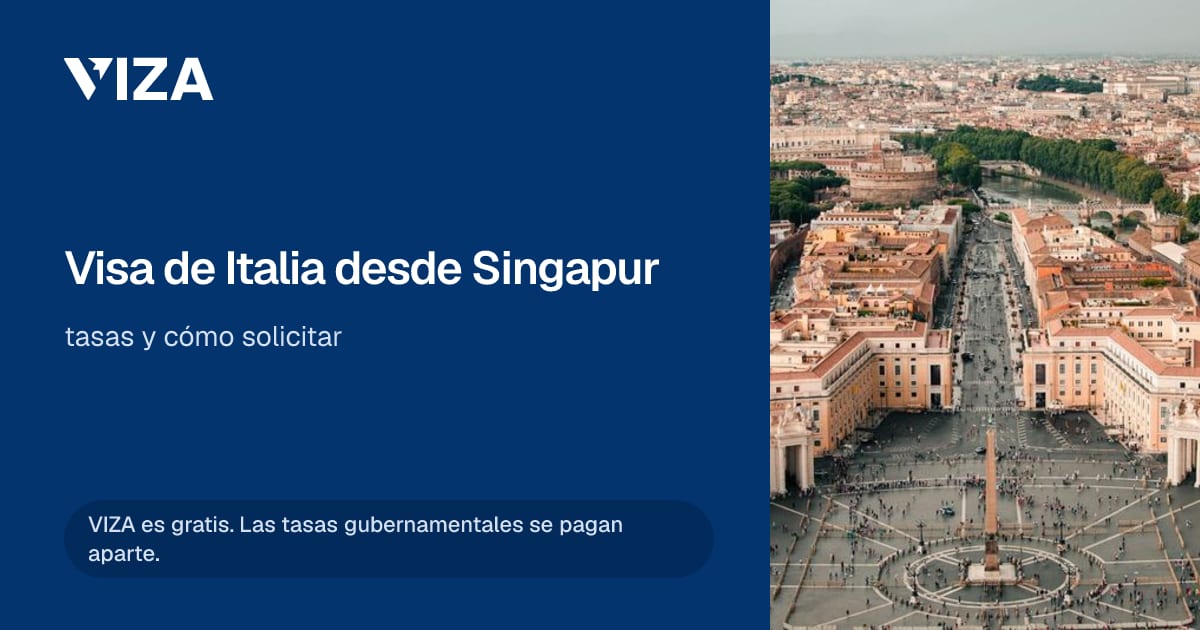 VIZA
Visa de Italia desde Singapur
tasas y cómo solicitar
VIZA es gratis. Las tasas gubernamentales se pagan
aparte.